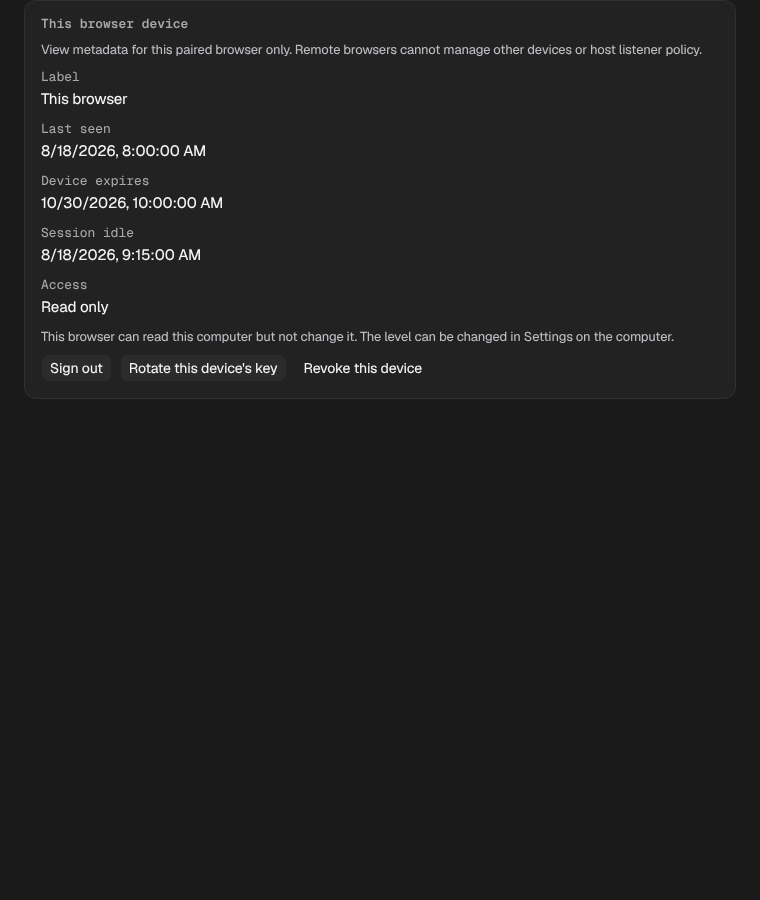 This browser device
View metadata for this paired browser only. Remote browsers cannot manage other devices or host listener policy.
Label
This browser
Last seen
8/18/2026, 8:00:00 AM
Device expires
10/30/2026, 10:00:00 AM
Session idle
8/18/2026, 9:15:00 AM
Access
Read only
This browser can read this computer but not change it. The level can be changed in Settings on the computer.
Sign out Rotate this device's key Revoke this device